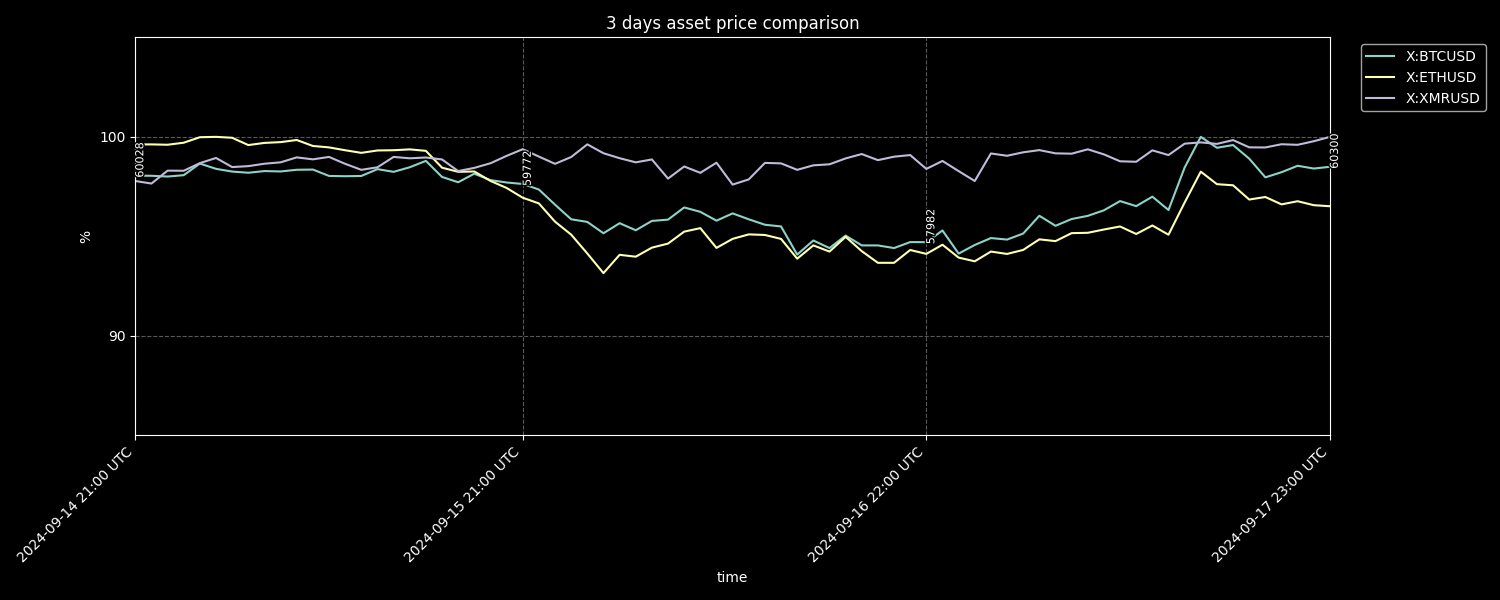 3 days asset price comparison
X:BTCUSD
X:ETHUSD
X:XMRUSD
100
90
%
60028
59772
57982
60300
2024-09-14 21:00 UTC
2024-09-15 21:00 UTC
2024-09-16 22:00 UTC
2024-09-17 23:00 UTC
time